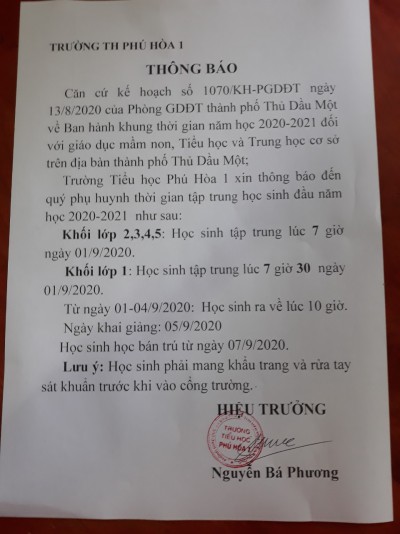 TRƯỜNG TH PHÚ HÒA 1
THÔNG BÁO
Căn cứ kế hoạch số 1070/KH-PGDĐT ngày
13/8/2020 của Phòng GDĐT thành phố Thủ Dầu Một
về Ban hành khung thời gian năm học 2020-2021 đối
với giáo dục mầm non, Tiểu học và Trung học cơ sở
trên địa bàn thành phố Thủ Dầu Một;
Trường Tiểu học Phú Hòa 1 xin thông báo đến
quý phụ huynh thời gian tập trung học sinh đầu năm
học 2020-2021 như sau:
Khối lớp 2,3,4,5: Học sinh tập trung lúc 7 giờ
ngày 01/9/2020.
Khối lớp 1: Học sinh tập trung lúc 7 giờ 30 ngày
01/9/2020.
Từ ngày 01-04/9/2020: Học sinh ra về lúc 10 giờ.
Ngày khai giảng: 05/9/2020
Học sinh học bán trú từ ngày 07/9/2020.
Lưu ý: Học sinh phải mang khẩu trang và rửa tay
sát khuẩn trước khi vào cổng trường.
HIỆU TRƯỞNG
TRƯỜNG
TIỂU HỌC
PHÚ HÒA 1
Nguyễn Bá Phương